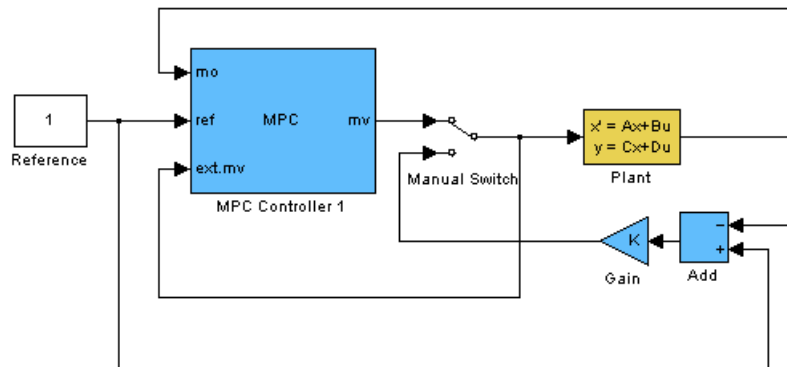 mo
1
ref
MPC
mv
x' = Ax+Bu
y = Cx+Du
Reference
ext.mv
Manual Switch
Plant
MPC Controller 1
−
+
K
Gain
Add